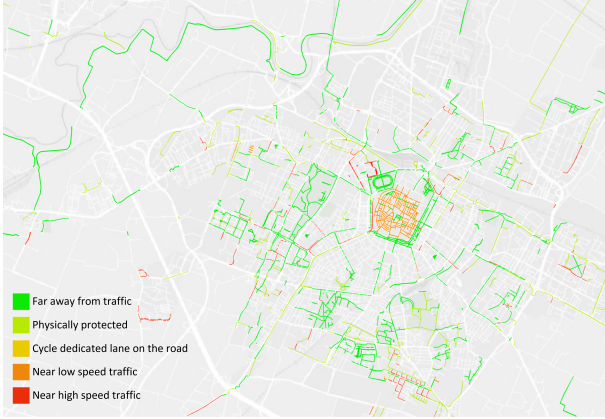 Far away from traffic
Physically protected
Cycle dedicated lane on the road
Near low speed traffic
Near high speed traffic